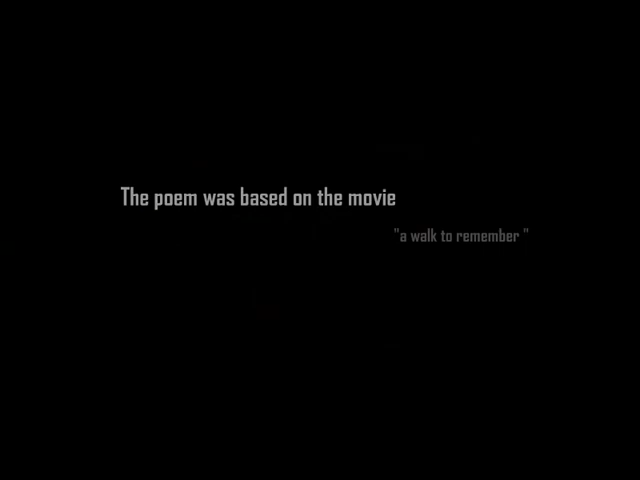 The poem was based on the movie
"a walk to remember "